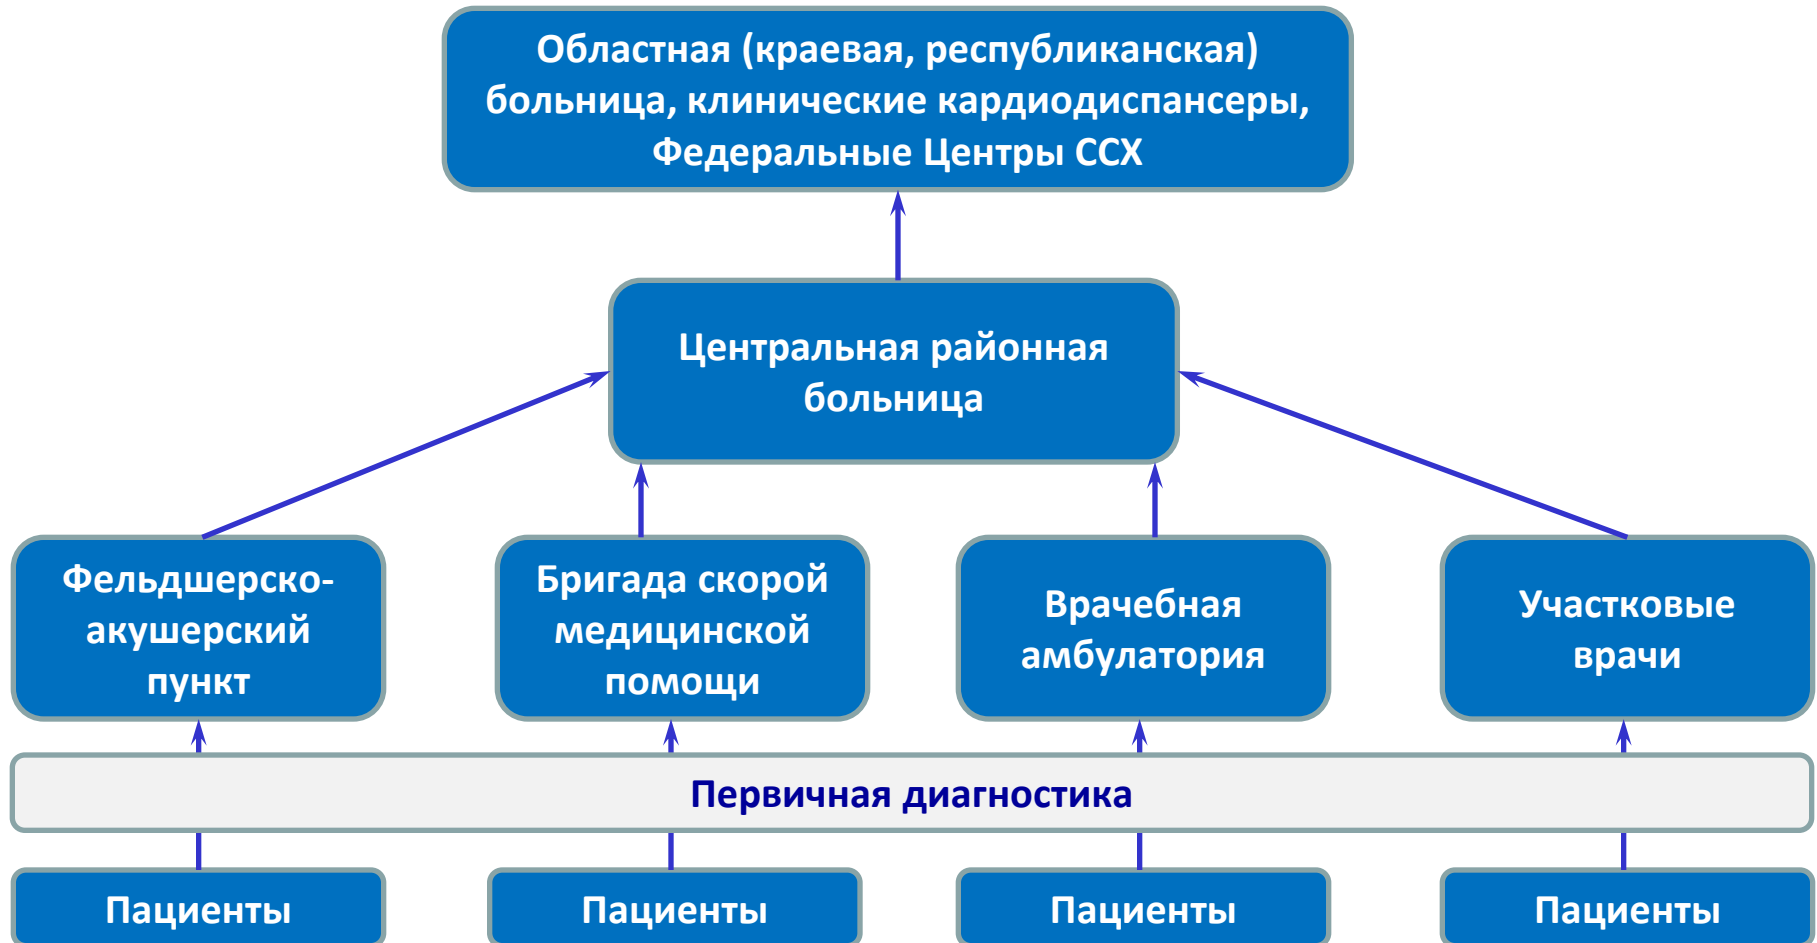 Областная (краевая, республиканская)
больница, клинические кардиодиспансеры,
Федеральные Центры ССХ
Центральная районная
больница
Фельдшерско-
акушерский
пункт
Бригада скорой
медицинской
помощи
Врачебная
амбулатория
Участковые
врачи
Первичная диагностика
Пациенты
Пациенты
Пациенты
Пациенты